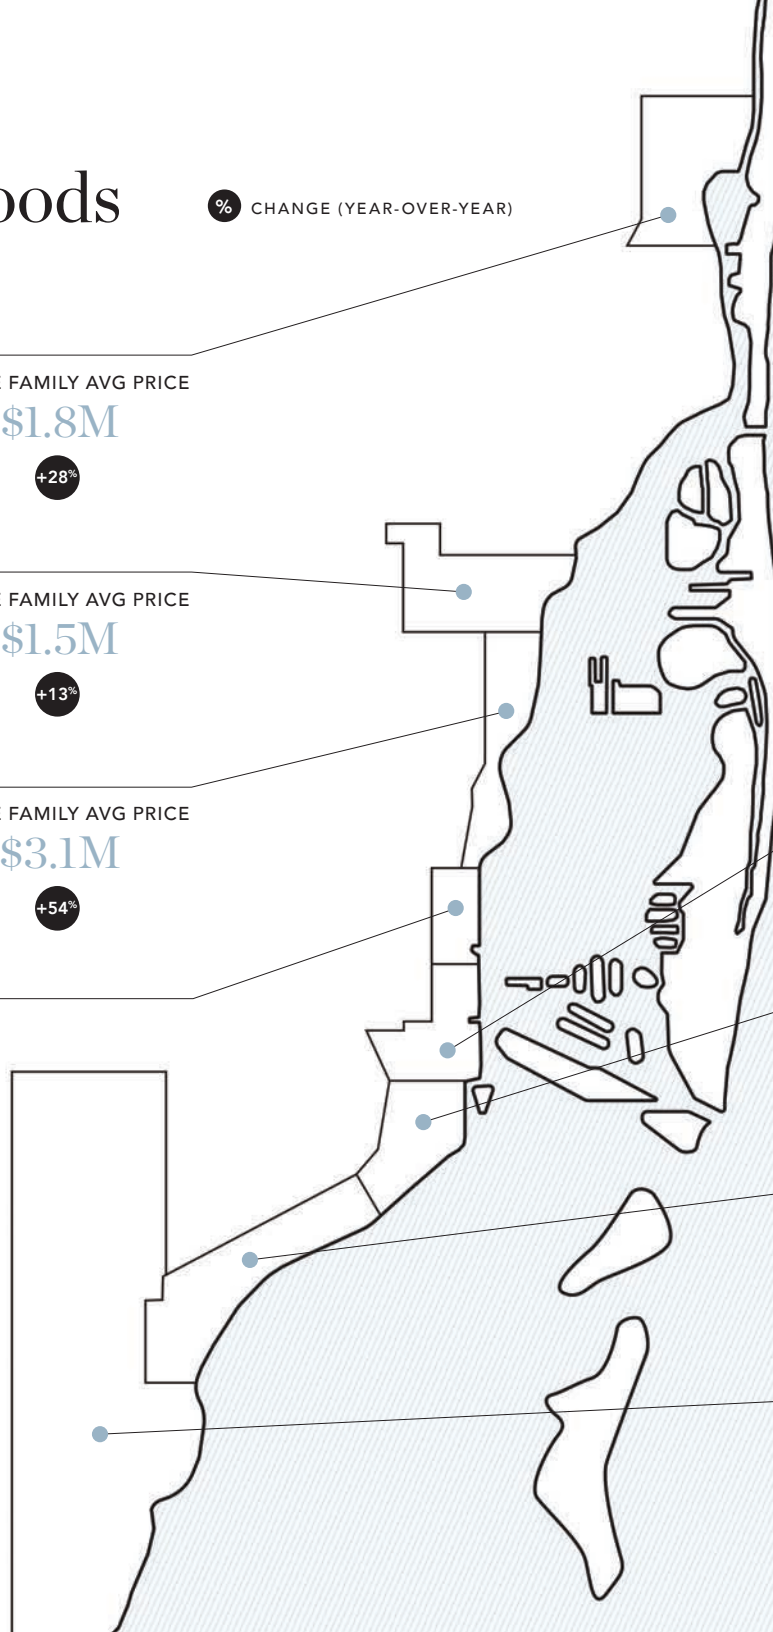 oods
% CHANGE (YEAR-OVER-YEAR)
FAMILY AVG PRICE
$1.8M
+28%
FAMILY AVG PRICE
$1.5M
+13%
FAMILY AVG PRICE
$3.1M
+54%